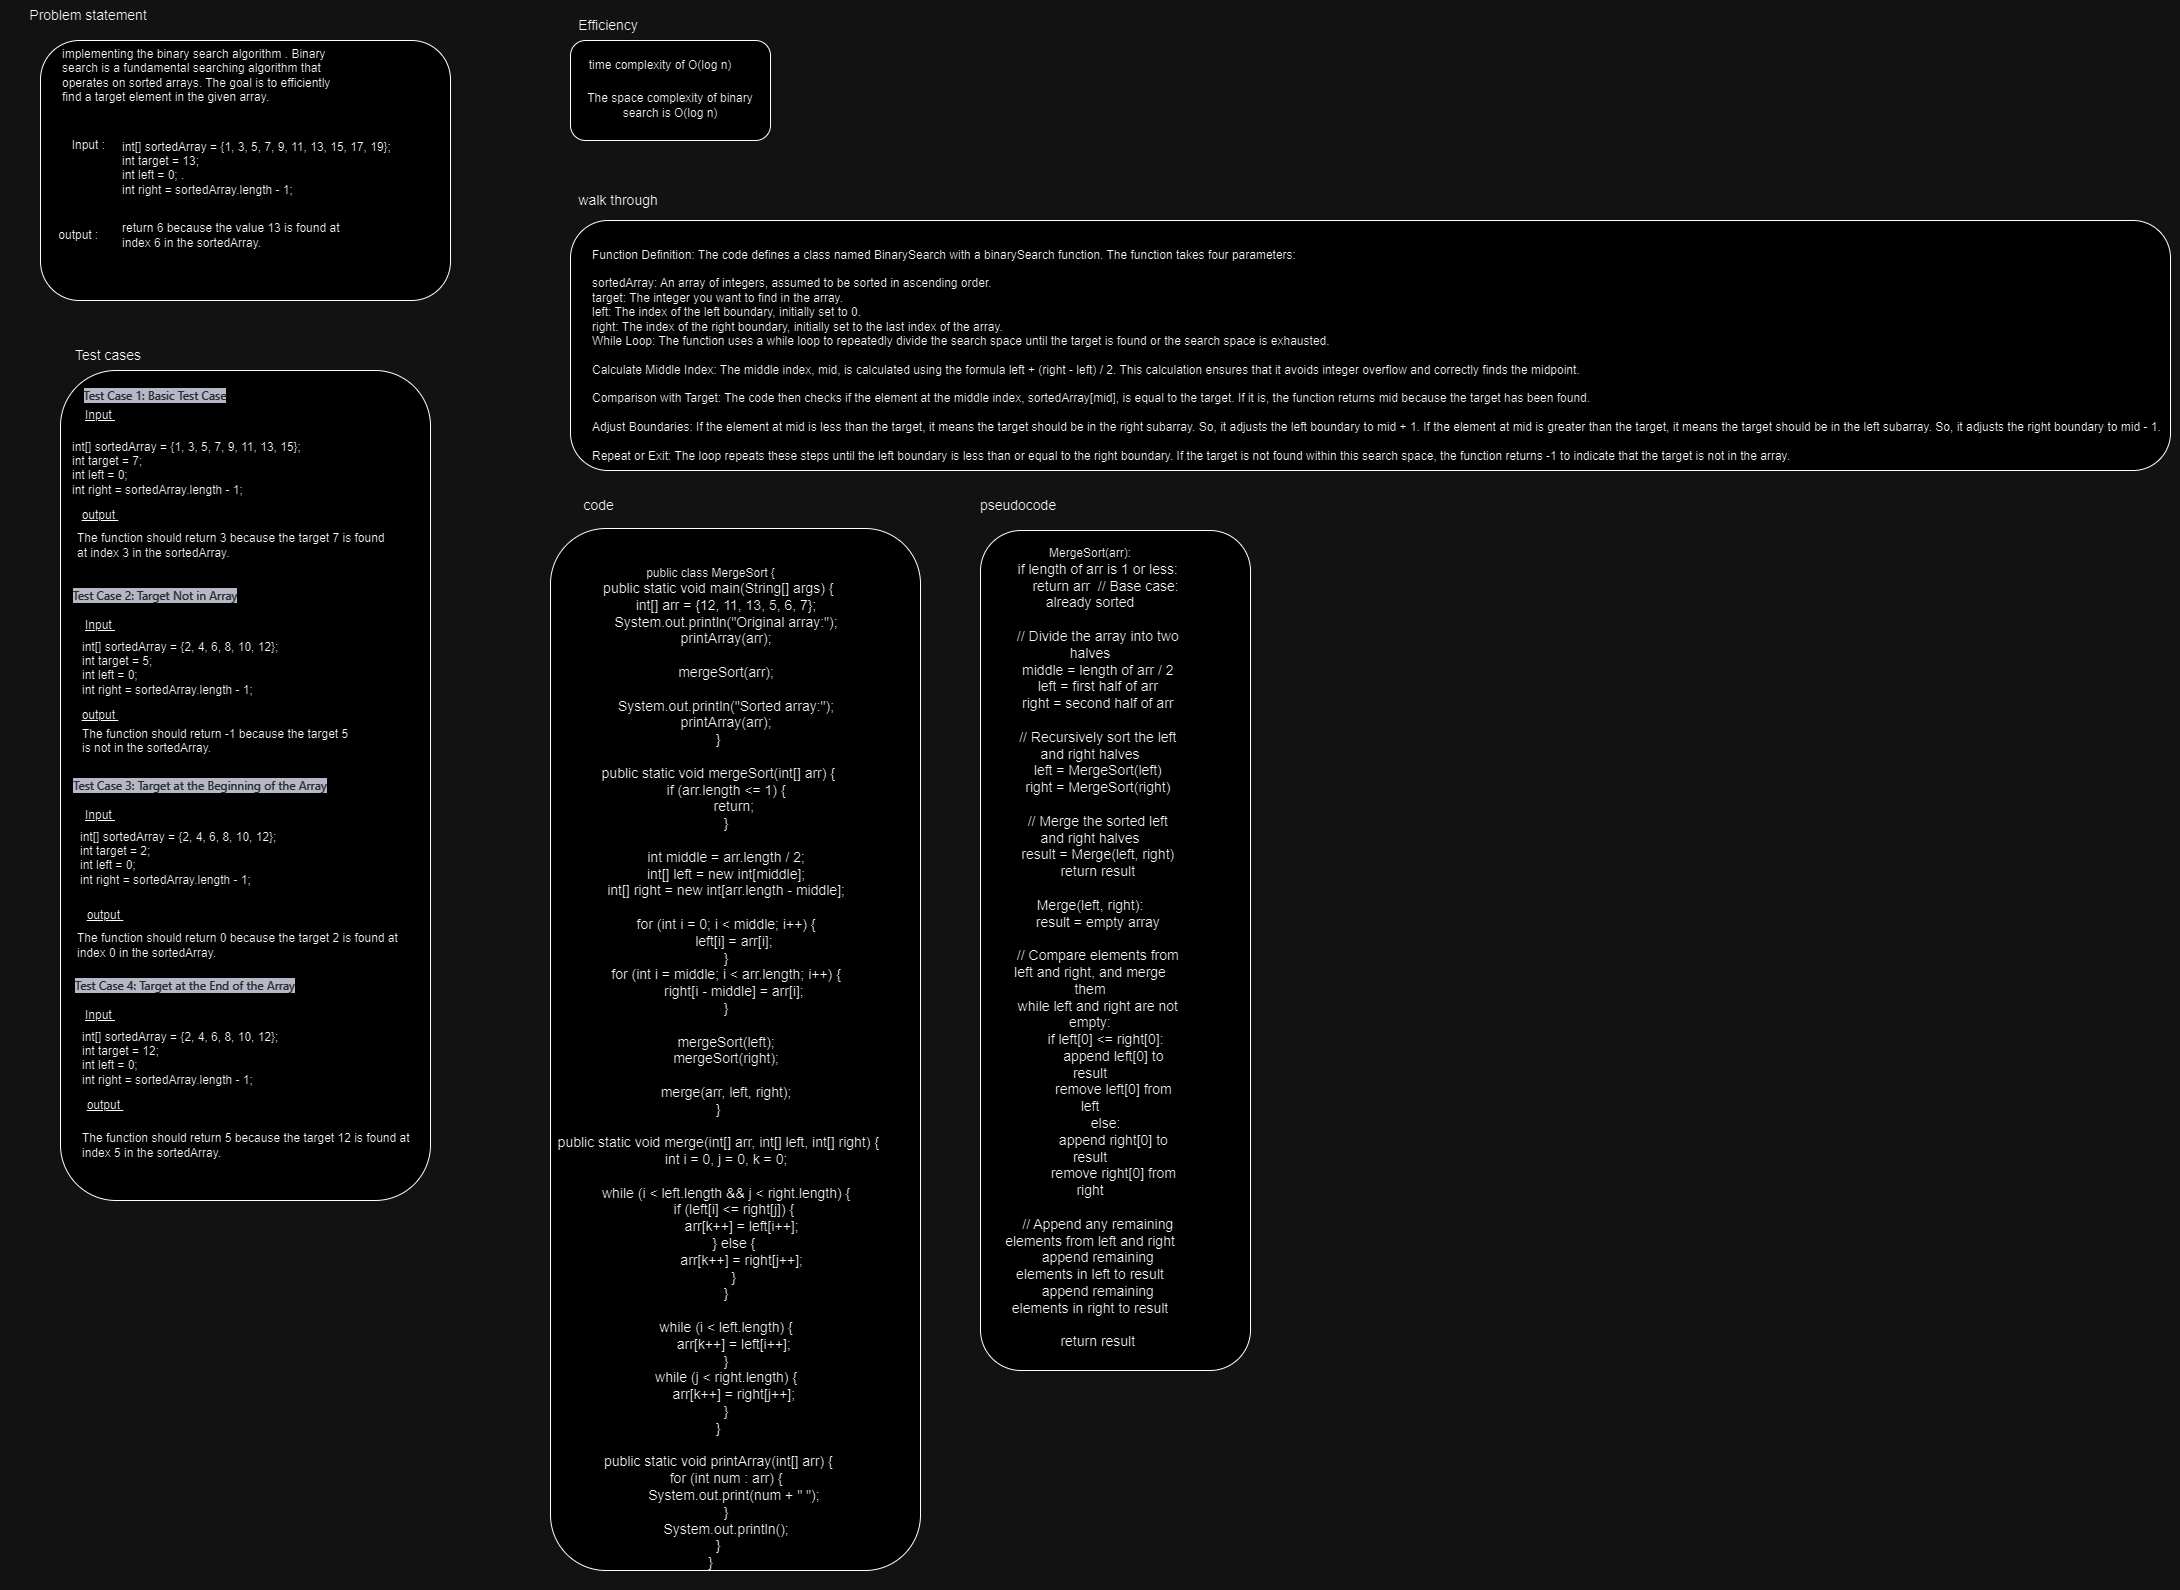 Problem statement
implementing the binary search algorithm . Binary
search is a fundamental searching algorithm that
operates on sorted arrays. The goal is to efficiently
find a target element in the given array.
Input :
int[] sortedArray = {1, 3, 5, 7, 9, 11, 13, 15, 17, 19};
int target = 13;
int left = 0; .
int right = sortedArray.length - 1;
output :
return 6 because the value 13 is found at
index 6 in the sortedArray.
Test cases
Test Case 1: Basic Test Case
Input
int[] sortedArray = {1, 3, 5, 7, 9, 11, 13, 15};
int target = 7;
int left = 0;
int right = sortedArray.length - 1;
output
The function should return 3 because the target 7 is found
at index 3 in the sortedArray.
Test Case 2: Target Not in Array
Input
int[] sortedArray = {2, 4, 6, 8, 10, 12};
int target = 5;
int left = 0;
int right = sortedArray.length - 1;
output
The function should return -1 because the target 5
is not in the sortedArray.
Test Case 3: Target at the Beginning of the Array
Input
int[] sortedArray = {2, 4, 6, 8, 10, 12};
int target = 2;
int left = 0;
int right = sortedArray.length - 1;
output
The function should return 0 because the target 2 is found at
index 0 in the sortedArray.
Test Case 4: Target at the End of the Array
Input
int[] sortedArray = {2, 4, 6, 8, 10, 12};
int target = 12;
int left = 0;
int right = sortedArray.length - 1;
output
The function should return 5 because the target 12 is found at
index 5 in the sortedArray.
Efficiency
time complexity of O(log n)
The space complexity of binary
search is O(log n)
walk through
Function Definition: The code defines a class named BinarySearch with a binarySearch function. The function takes four parameters:
sortedArray: An array of integers, assumed to be sorted in ascending order.
target: The integer you want to find in the array.
left: The index of the left boundary, initially set to 0.
right: The index of the right boundary, initially set to the last index of the array.
While Loop: The function uses a while loop to repeatedly divide the search space until the target is found or the search space is exhausted.
Calculate Middle Index: The middle index, mid, is calculated using the formula left + (right - left) / 2. This calculation ensures that it avoids integer overflow and correctly finds the midpoint.
Comparison with Target: The code then checks if the element at the middle index, sortedArray[mid], is equal to the target. If it is, the function returns mid because the target has been found.
Adjust Boundaries: If the element at mid is less than the target, it means the target should be in the right subarray. So, it adjusts the left boundary to mid + 1. If the element at mid is greater than the target, it means the target should be in the left subarray. So, it adjusts the right boundary to mid - 1.
Repeat or Exit: The loop repeats these steps until the left boundary is less than or equal to the right boundary. If the target is not found within this search space, the function returns -1 to indicate that the target is not in the array.
code
public class MergeSort {
public static void main(String[] args) {
int[] arr = {12, 11, 13, 5, 6, 7};
System.out.println("Original array:");
printArray(arr);
mergeSort(arr);
System.out.println("Sorted array:");
printArray(arr);
}
public static void mergeSort(int[] arr) {
if (arr.length <= 1) {
return;
}
int middle = arr.length / 2;
int[] left = new int[middle];
int[] right = new int[arr.length - middle];
for (int i = 0; i < middle; i++) {
left[i] = arr[i];
}
for (int i = middle; i < arr.length; i++) {
right[i - middle] = arr[i];
}
mergeSort(left);
mergeSort(right);
merge(arr, left, right);
}
public static void merge(int[] arr, int[] left, int[] right) {
int i = 0, j = 0, k = 0;
while (i < left.length && j < right.length) {
if (left[i] <= right[j]) {
arr[k++] = left[i++];
} else {
arr[k++] = right[j++];
}
}
while (i < left.length) {
arr[k++] = left[i++];
}
while (j < right.length) {
arr[k++] = right[j++];
}
}
public static void printArray(int[] arr) {
for (int num : arr) {
System.out.print(num + " ");
}
System.out.println();
}
}
pseudocode
MergeSort(arr):
if length of arr is 1 or less:
return arr // Base case:
already sorted
// Divide the array into two
halves
middle = length of arr / 2
left = first half of arr
right = second half of arr
// Recursively sort the left
and right halves
left = MergeSort(left)
right = MergeSort(right)
// Merge the sorted left
and right halves
result = Merge(left, right)
return result
Merge(left, right):
result = empty array
// Compare elements from
left and right, and merge
them
while left and right are not
empty:
if left[0] <= right[0]:
append left[0] to
result
remove left[0] from
left
else:
append right[0] to
result
remove right[0] from
right
// Append any remaining
elements from left and right
append remaining
elements in left to result
append remaining
elements in right to result
return result